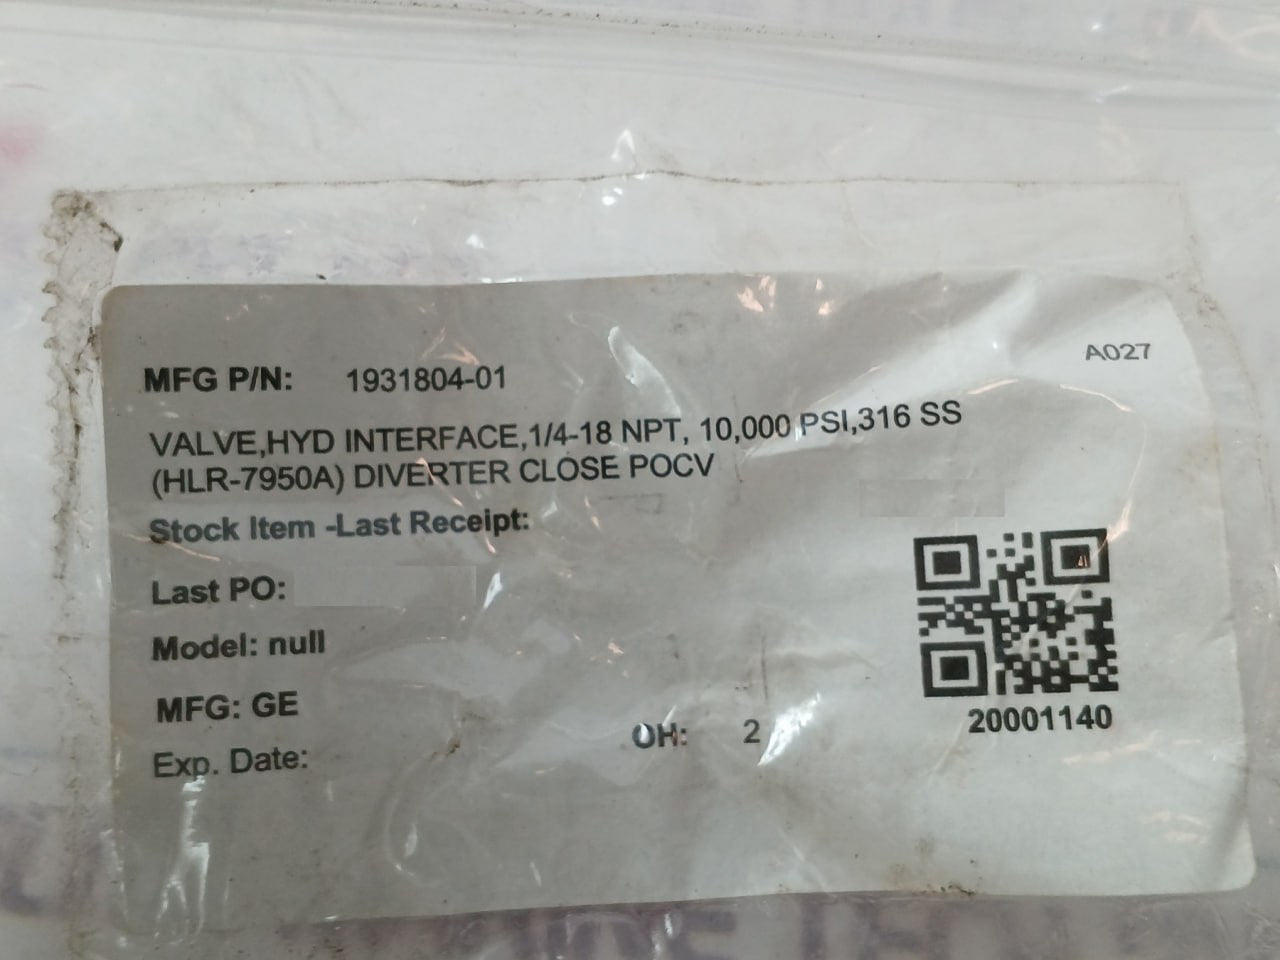 A027
MFG P/N: 1931804-01
VALVE,HYD INTERFACE,1/4-18 NPT, 10,000 PSI,316 SS
(HLR-7950A) DIVERTER CLOSE POCV
Stock Item -Last Receipt:
Last PO:
Model: null
MFG: GE
OH: 2
Exp. Date:
20001140